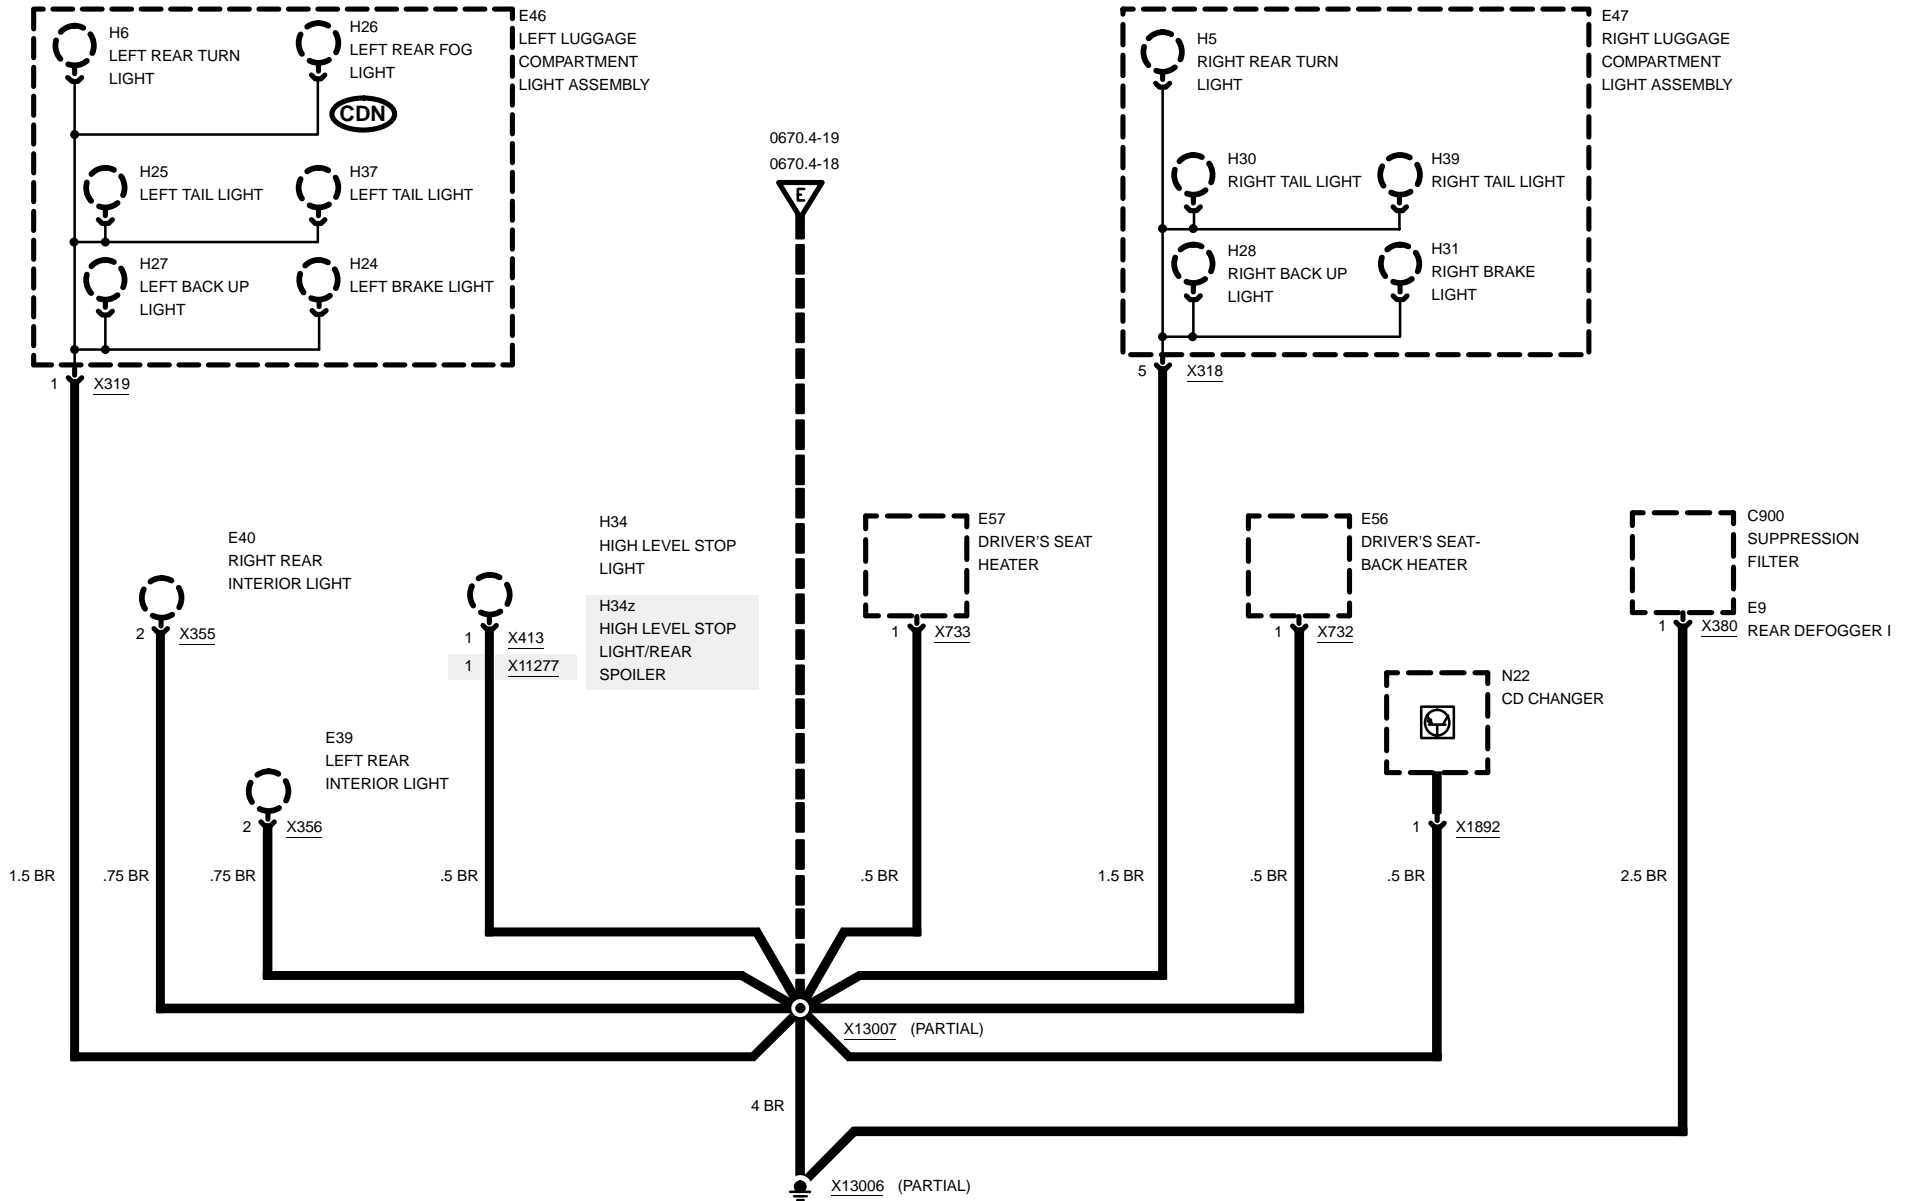 H6
LEFT REAR TURN
LIGHT
H26
LEFT REAR FOG
LIGHT
CDN
E46
LEFT LUGGAGE
COMPARTMENT
LIGHT ASSEMBLY
H25
LEFT TAIL LIGHT
H37
LEFT TAIL LIGHT
H27
LEFT BACK UP
LIGHT
H24
LEFT BRAKE LIGHT
1
X319
0670.4-19
0670.4-18
E
H5
RIGHT REAR TURN
LIGHT
E47
RIGHT LUGGAGE
COMPARTMENT
LIGHT ASSEMBLY
H30
RIGHT TAIL LIGHT
H39
RIGHT TAIL LIGHT
H28
RIGHT BACK UP
LIGHT
H31
RIGHT BRAKE
LIGHT
5
X318
E40
RIGHT REAR
INTERIOR LIGHT
2
X355
H34
HIGH LEVEL STOP
LIGHT
H34z
HIGH LEVEL STOP
LIGHT/REAR
SPOILER
1
X413
1
X11277
E57
DRIVER'S SEAT
HEATER
1
X733
E56
DRIVER'S SEAT-
BACK HEATER
1
X732
C900
SUPPRESSION
FILTER
E9
REAR DEFOGGER I
1
X380
E39
LEFT REAR
INTERIOR LIGHT
2
X356
N22
CD CHANGER
1
X1892
1.5 BR
.75 BR
.75 BR
.5 BR
.5 BR
1.5 BR
.5 BR
.5 BR
2.5 BR
X13007 (PARTIAL)
4 BR
X13006 (PARTIAL)